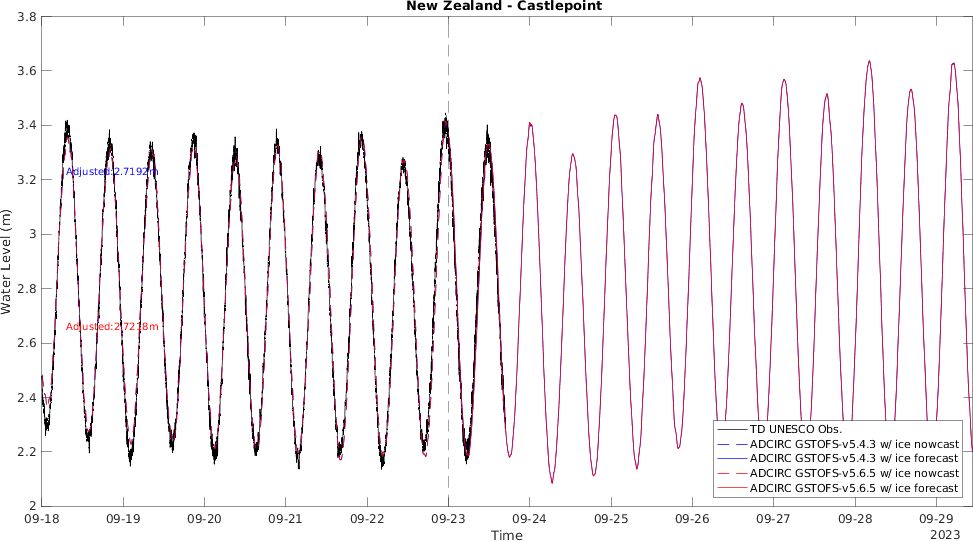 New Zealand - Castlepoint
3.8
3.6
3.4
3.2
3
2.8
2.6
2.4
2.2
2
Water Level (m)
Adjusted:2.7192m
Adjusted:2.7218m
TD UNESCO Obs.
ADCIRC GSTOFS-v5.4.3 w/ ice nowcast
ADCIRC GSTOFS-v5.4.3 w/ ice forecast
ADCIRC GSTOFS-v5.6.5 w/ ice nowcast
ADCIRC GSTOFS-v5.6.5 w/ ice forecast
09-18 09-19 09-20 09-21 09-22 09-23 09-24 09-25 09-26 09-27 09-28 09-29
Time
2023